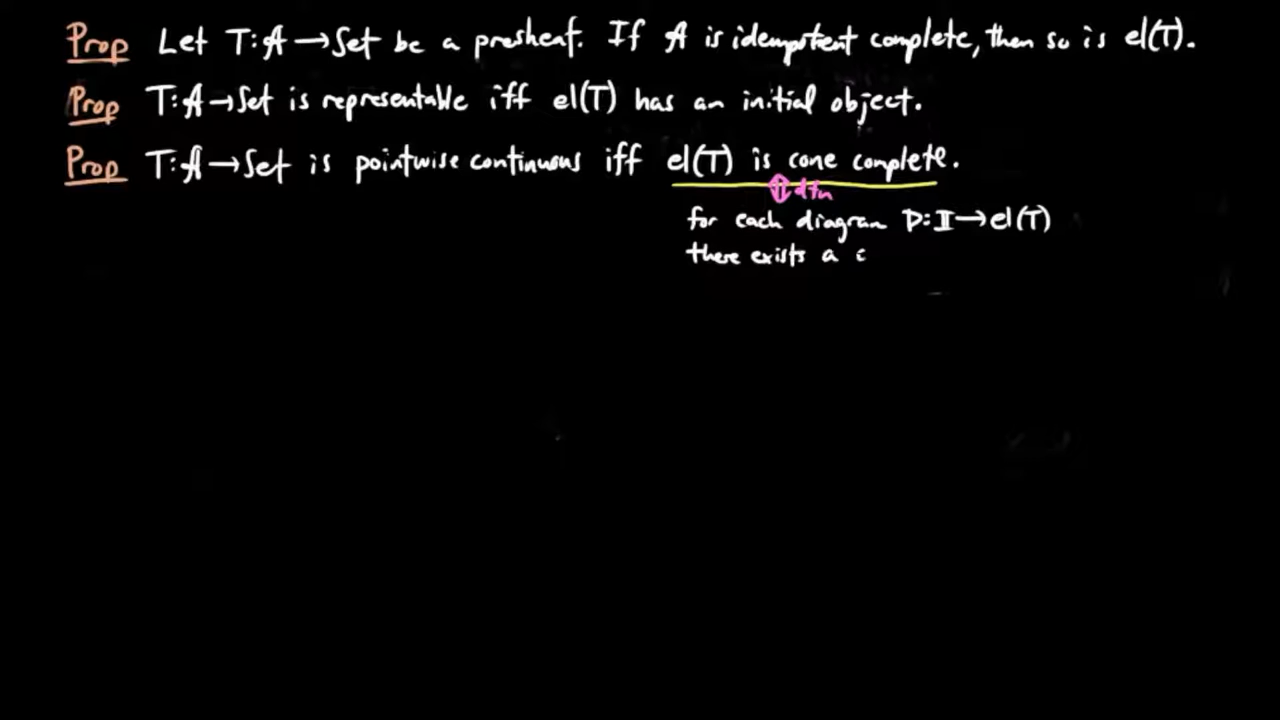 Prop Let T: A → Set be a presheaf. If A is idempotent complete, then so is el(T).
Prop T: A → Set is representable iff el(T) has an initial object.
Prop T: A → Set is pointwise continuous iff el(T) is cone complete.
⇕ dfn
for each diagram D: I → el(T)
there exists a c